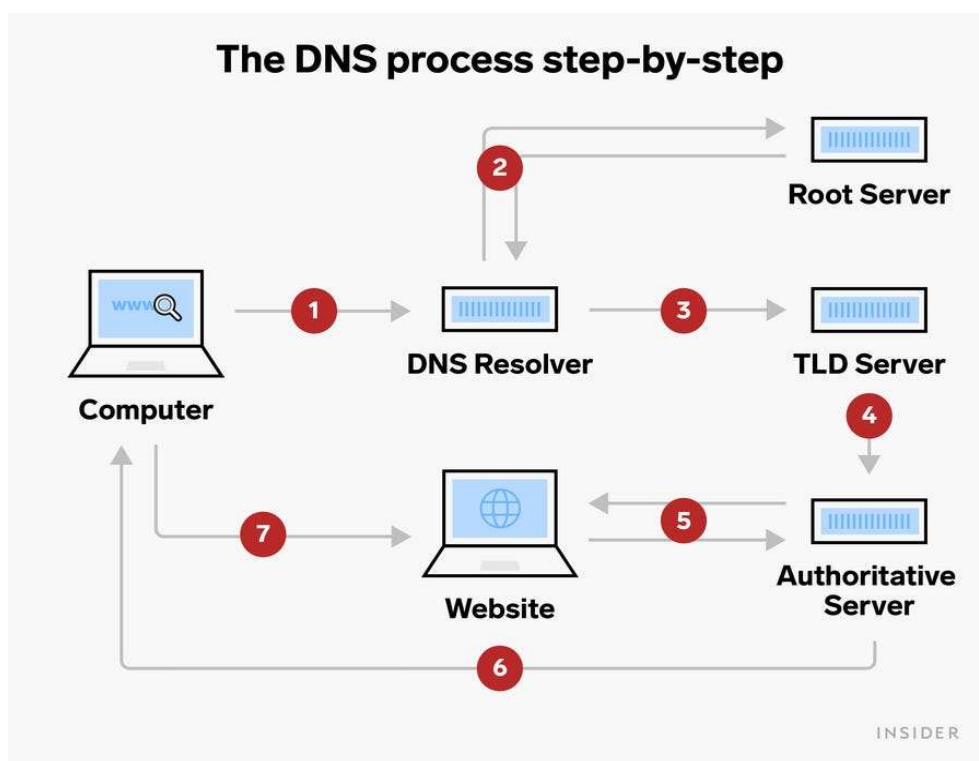 The DNS process step-by-step
2
Root Server
www
1
3
DNS Resolver
TLD Server
Computer
4
7
5
Website
Authoritative
Server
6
INSIDER